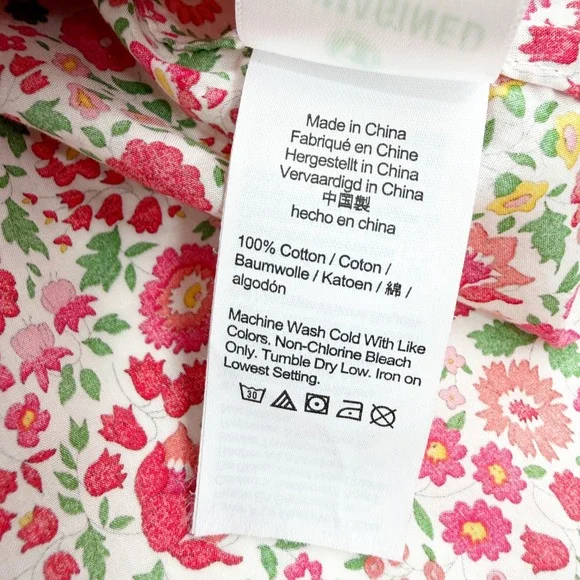 IMAGINED
Made in China
Fabriqué en Chine
Hergestellt in China
Vervaardigd in China
中国製
hecho en china
100% Cotton / Coton /
Baumwolle / Katoen / 綿 /
algodón
Machine Wash Cold With Like
Colors. Non-Chlorine Bleach
Only. Tumble Dry Low. Iron on
Lowest Setting.
30